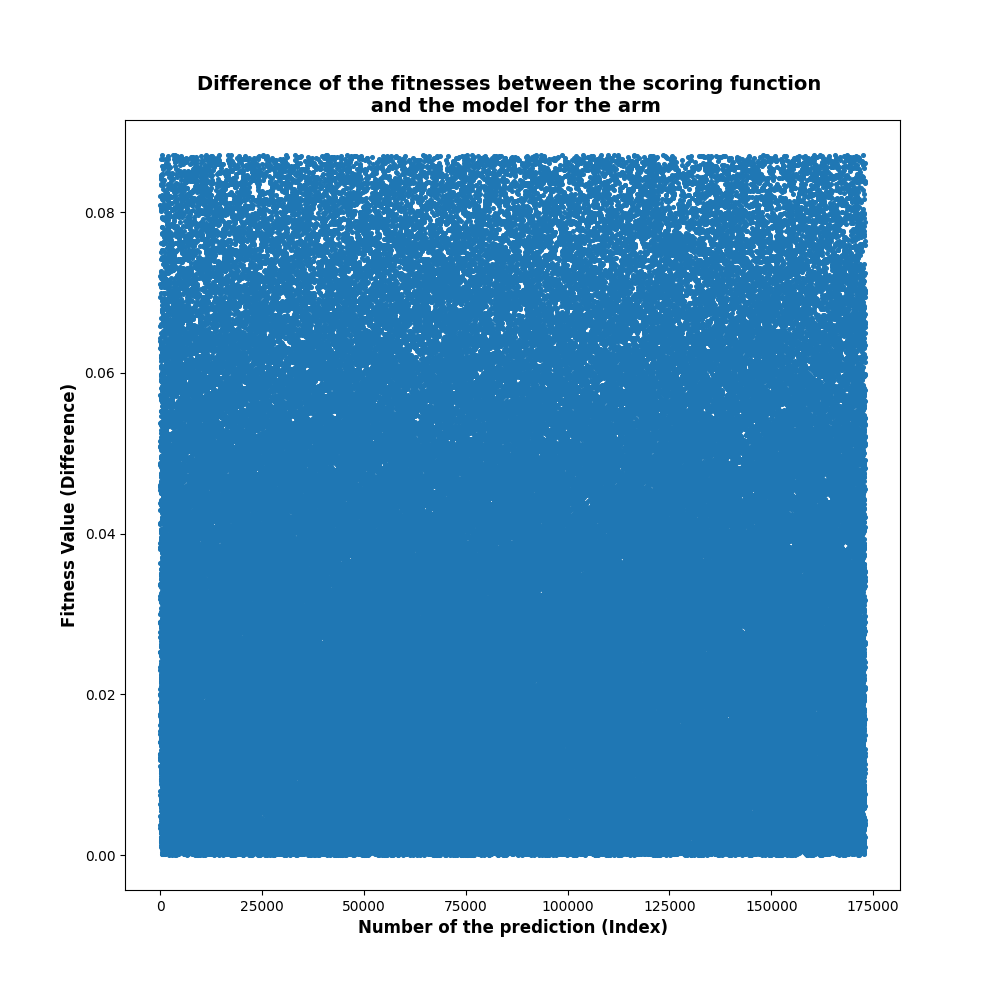 Difference of the fitnesses between the scoring function
and the model for the arm
Fitness Value (Difference)
0.08
0.06
0.04
0.02
0.00
0 25000 50000 75000 100000 125000 150000 175000
Number of the prediction (Index)